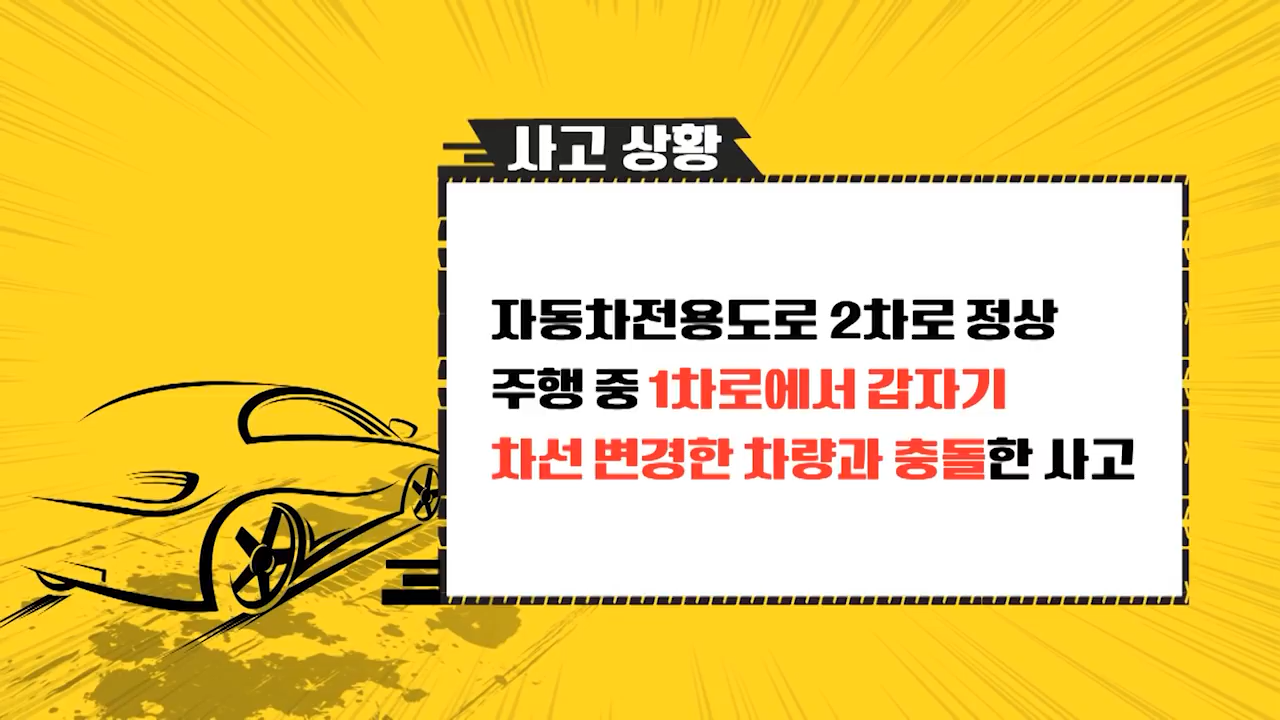 사고 상황
자동차전용도로 2차로 정상
주행 중 1차로에서 갑자기
차선 변경한 차량과 충돌한 사고